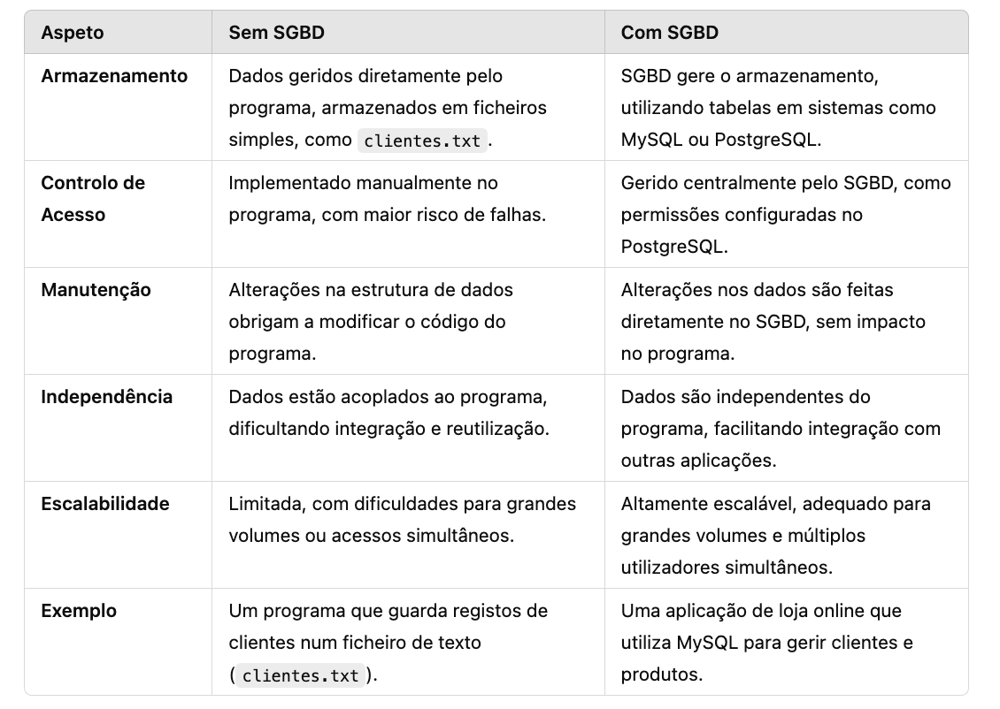 Aspeto
Sem SGBD
Com SGBD
Armazenamento
Dados geridos diretamente pelo
programa, armazenados em ficheiros
simples, como clientes.txt.
SGBD gere o armazenamento,
utilizando tabelas em sistemas como
MySQL ou PostgreSQL.
Controlo de
Acesso
Implementado manualmente no
programa, com maior risco de falhas.
Gerido centralmente pelo SGBD, como
permissões configuradas no
PostgreSQL.
Manutenção
Alterações na estrutura de dados
obrigam a modificar o código do
programa.
Alterações nos dados são feitas
diretamente no SGBD, sem impacto
no programa.
Independência
Dados estão acoplados ao programa,
dificultando integração e reutilização.
Dados são independentes do
programa, facilitando integração com
outras aplicações.
Escalabilidade
Limitada, com dificuldades para grandes
volumes ou acessos simultâneos.
Altamente escalável, adequado para
grandes volumes e múltiplos
utilizadores simultâneos.
Exemplo
Um programa que guarda registos de
clientes num ficheiro de texto
(clientes.txt).
Uma aplicação de loja online que
utiliza MySQL para gerir clientes e
produtos.